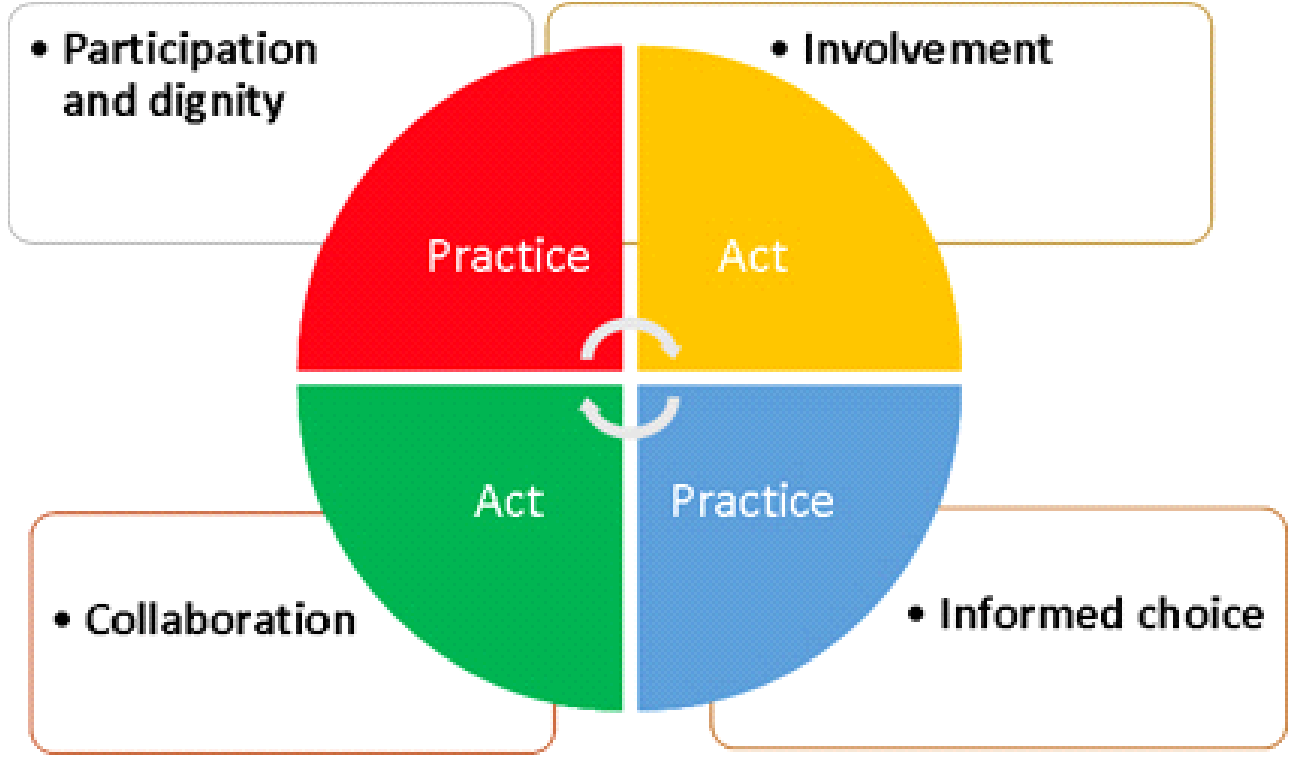 • Participation
and dignity
• Involvement
Practice
Act
Act
Practice
• Collaboration
• Informed choice